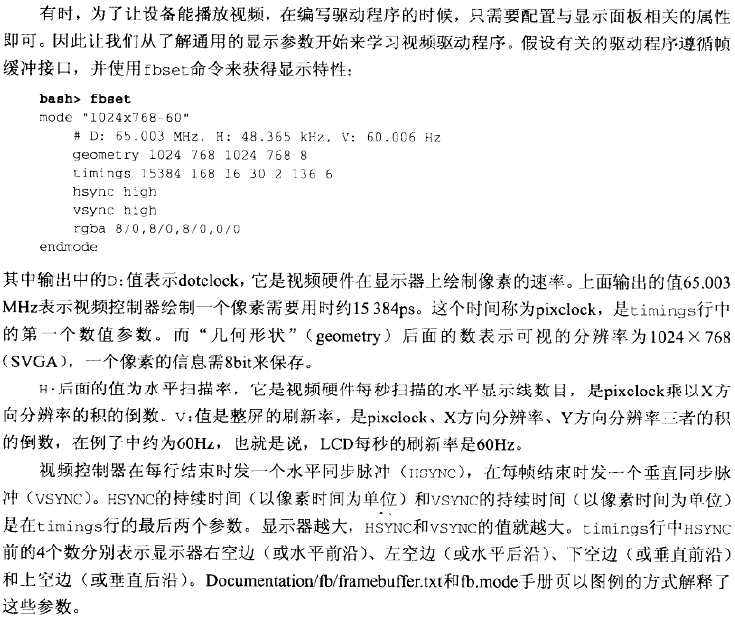 有时，为了让设备能播放视频，在编写驱动程序的时候，只需要配置与显示面板相关的属性
即可。因此让我们从了解通用的显示参数开始来学习视频驱动程序。假设有关的驱动程序遵循帧
缓冲接口，并使用fbset命令来获得显示特性：
bash> fbset
mode "1024x768-60"
# D: 65.003 MHz, H: 48.365 kHz, V: 60.006 Hz
geometry 1024 768 1024 768 8
timings 15384 168 16 30 2 136 6
hsync high
vsync high
rgba 8/0,8/0,8/0,0/0
endmode
其中输出中的D:值表示dotclock，它是视频硬件在显示器上绘制像素的速率。上面输出的值65.003
MHz表示视频控制器绘制一个像素需要用时约15 384ps。这个时间称为pixclock，是timings行中
的第一个数值参数。而“几何形状”（geometry）后面的数表示可视的分辨率为1024×768
（SVGA），一个像素的信息需8bit来保存。
H:后面的值为水平扫描率，它是视频硬件每秒扫描的水平显示线数目，是pixclock乘以X方
向分辨率的积的倒数。V:值是整屏的刷新率，是pixclock、X方向分辨率、Y方向分辨率三者的积
的倒数，在例子中约为60Hz，也就是说，LCD每秒的刷新率是60Hz。
视频控制器在每行结束时发一个水平同步脉冲（HSYNC），在每帧结束时发一个垂直同步脉
冲（VSYNC）。HSYNC的持续时间（以像素时间为单位）和VSYNC的持续时间（以像素时间为单位）
是在timings行的最后两个参数。显示器越大，HSYNC和VSYNC的值就越大。timings行中HSYNC
前的4个数分别表示显示器右空边（或水平前沿）、左空边（或水平后沿）、下空边（或垂直前沿）
和上空边（或垂直后沿）。Documentation/fb/framebuffer.txt和fb.mode手册页以图例的方式解释了
这些参数。